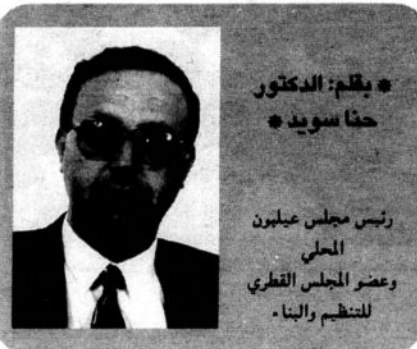 * بقلم: الدكتور
حنا سويد *
رئيس مجلس عيلبون
المحلي
وعضو المجلس القطري
للتنظيم والبناء.